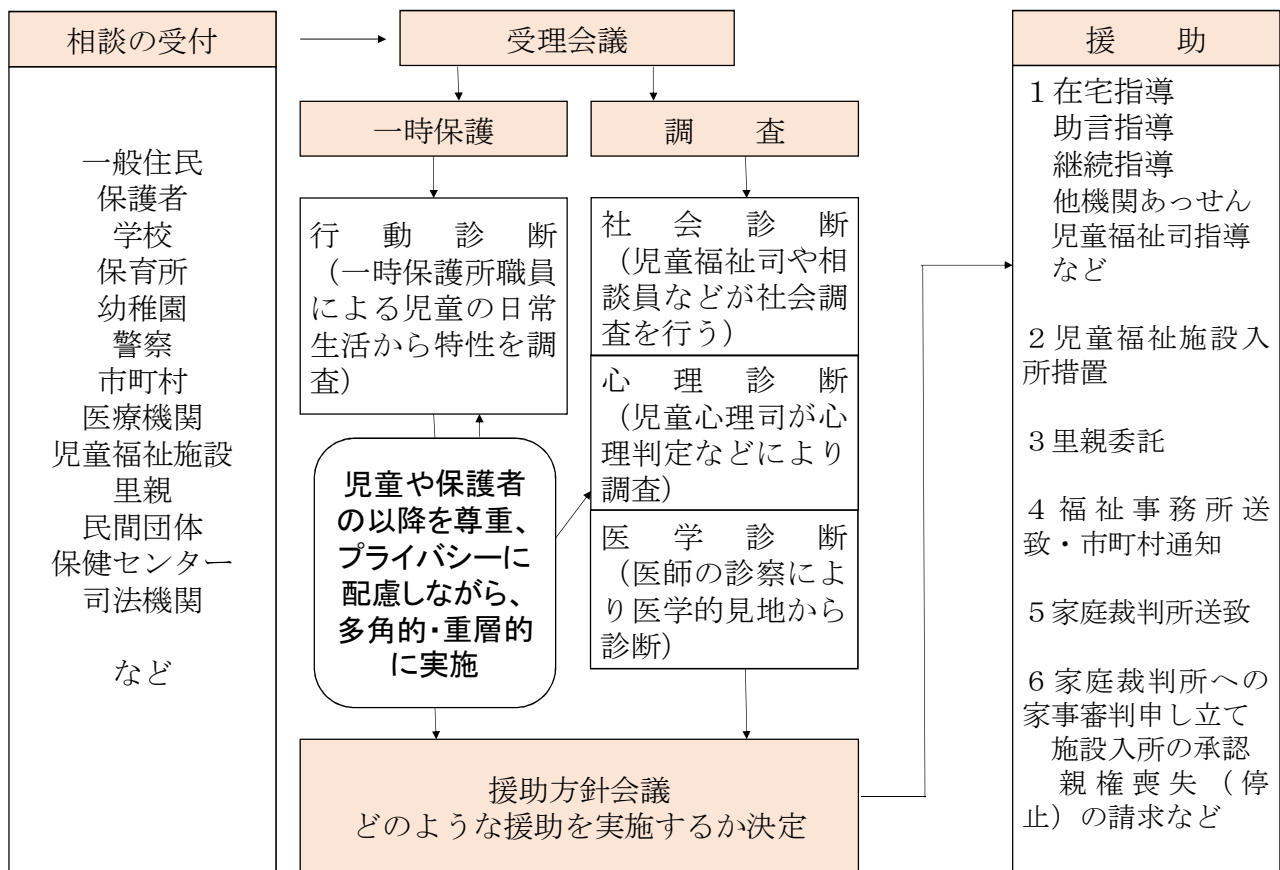 相談の受付
一般住民
保護者
学校
保育所
幼稚園
警察
市町村
医療機関
児童福祉施設
里親
民間団体
保健センター
司法機関
など
受理会議
一時保護
行動診断
（一時保護所職員
による児童の日常
生活から特性を調
査）
児童や保護者
の以降を尊重、
プライバシーに
配慮しながら、
多角的・重層的
に実施
調　査
社会診断
（児童福祉司や相
談員などが社会調
査を行う）
心理診断
（児童心理司が心
理判定などにより
調査）
医学診断
（医師の診察によ
り医学的見地から
診断）
援助方針会議
どのような援助を実施するか決定
援　助
１在宅指導
助言指導
継続指導
他機関あっせん
児童福祉司指導
など
２児童福祉施設入
所措置
３里親委託
４福祉事務所送
致・市町村通知
５家庭裁判所送致
６家庭裁判所への
家事審判申し立て
施設入所の承認
親権喪失（停
止）の請求など